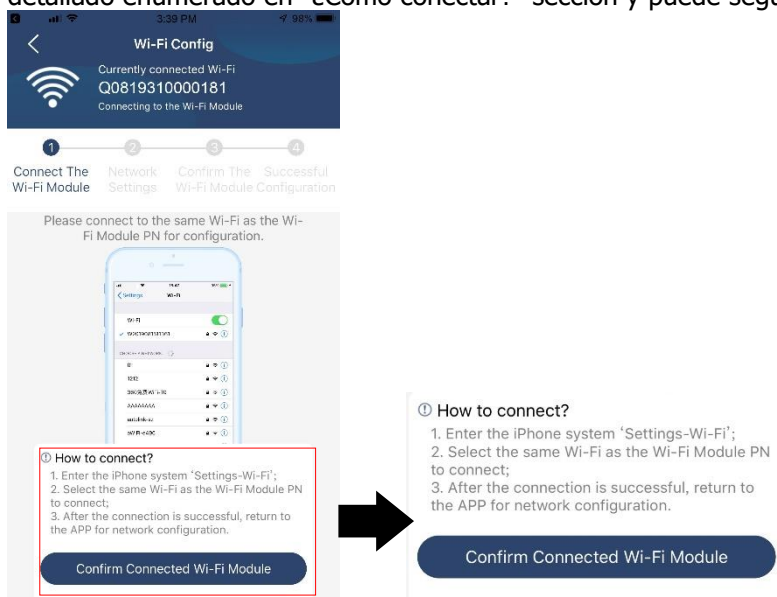 detallado enumerado en "¿Cómo conectar?" sección y puede segu
3:39 PM 98%
Wi-Fi Config
Currently connected Wi-Fi
Q0819310000181
Connecting to the Wi-Fi Module
1 2 3 4
Connect The Wi-Fi Module
Network Settings
Confirm The Wi-Fi Module
Successful Configuration
Please connect to the same Wi-Fi as the Wi-
Fi Module PN for configuration.
Settings Wi-Fi
Wi-Fi
How to connect?
1. Enter the iPhone system ‘Settings-Wi-Fi’;
2. Select the same Wi-Fi as the Wi-Fi Module PN
to connect;
3. After the connection is successful, return to
the APP for network configuration.
Confirm Connected Wi-Fi Module
How to connect?
1. Enter the iPhone system ‘Settings-Wi-Fi’;
2. Select the same Wi-Fi as the Wi-Fi Module PN
to connect;
3. After the connection is successful, return to
the APP for network configuration.
Confirm Connected Wi-Fi Module